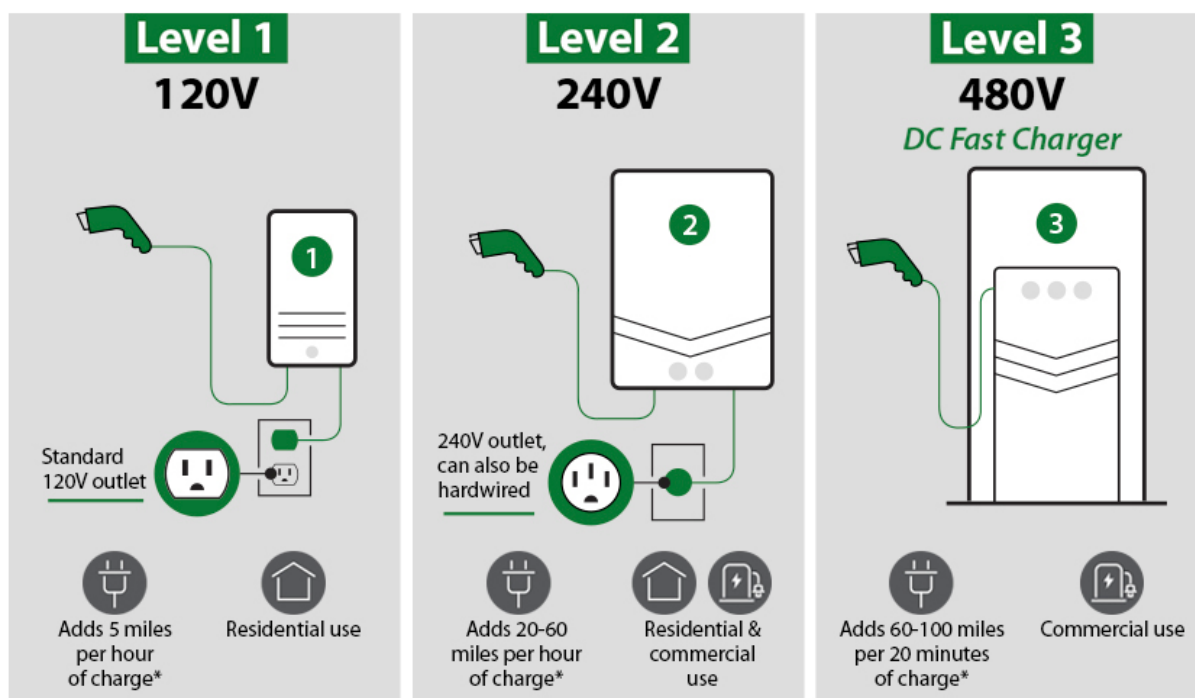 Level 1
120V
1
Standard
120V outlet
Adds 5 miles
per hour
of charge*
Residential use
Level 2
240V
2
240V outlet,
can also be
hardwired
Adds 20-60
miles per hour
of charge*
Residential &
commercial
use
Level 3
480V
DC Fast Charger
3
Adds 60-100 miles
per 20 minutes
of charge*
Commercial use